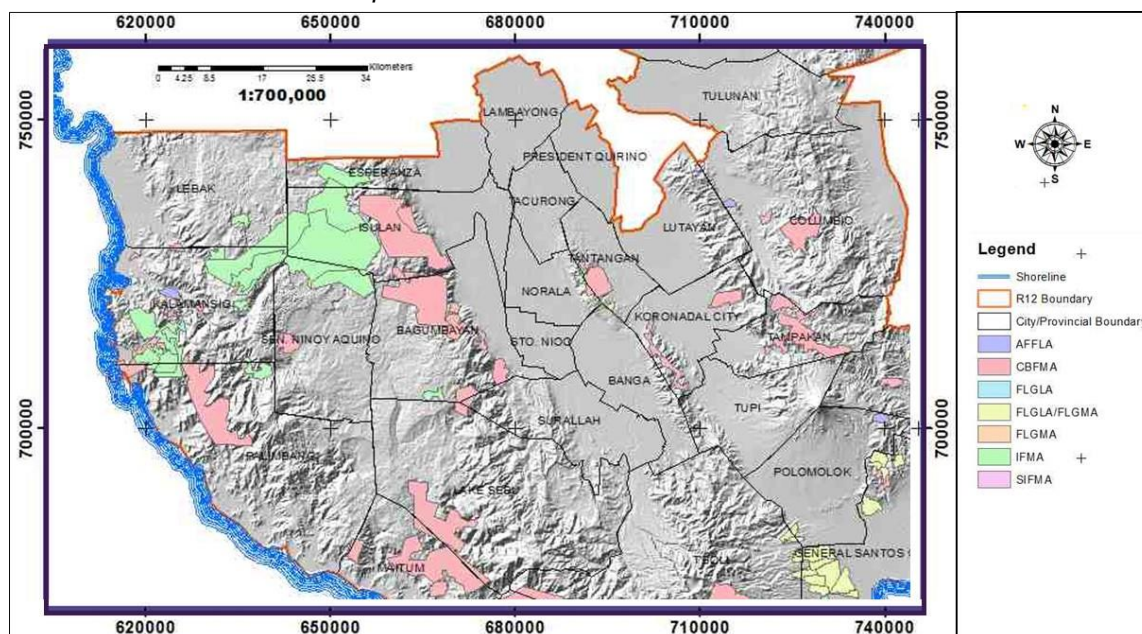 620000 650000 680000 710000 740000
Kilometers
0 4.25 8.5 17 25.5 34
1:700,000
TULUNAN
LAMBAYONG
750000
750000
PRESIDENT QUIRINO
ESPERANZA
LEBAK
ACURONG
COLUMBIO
ISULAN
LUTAYAN
TANTANGAN
NORALA
KALAMANSIG
KORONADAL CITY
BAGUMBAYAN
SEN. NINOY AQUINO
STO. NIOO
TAMPAKAN
BANGA
TUPI
SURALLAH
700000
700000
PALIMBANG
POLOMOLOK
LAKE SEBU
GENERAL SANTOS
MAITUM
620000 650000 680000 710000 740000
N
W E
S
Legend
Shoreline
R12 Boundary
City/Provincial Boundary
AFFLA
CBFMA
FLGLA
FLGLA/FLGMA
FLGMA
IFMA
SIFMA